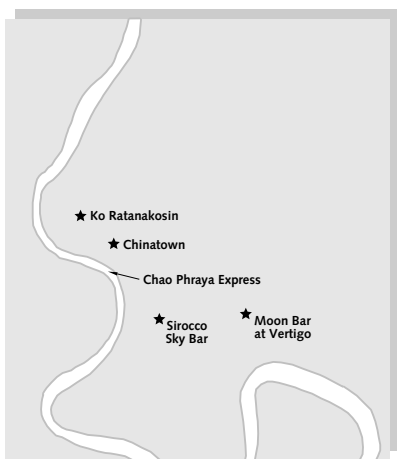 Ko Ratanakosin
Chinatown
Chao Phraya Express
Sirocco
Sky Bar
Moon Bar
at Vertigo